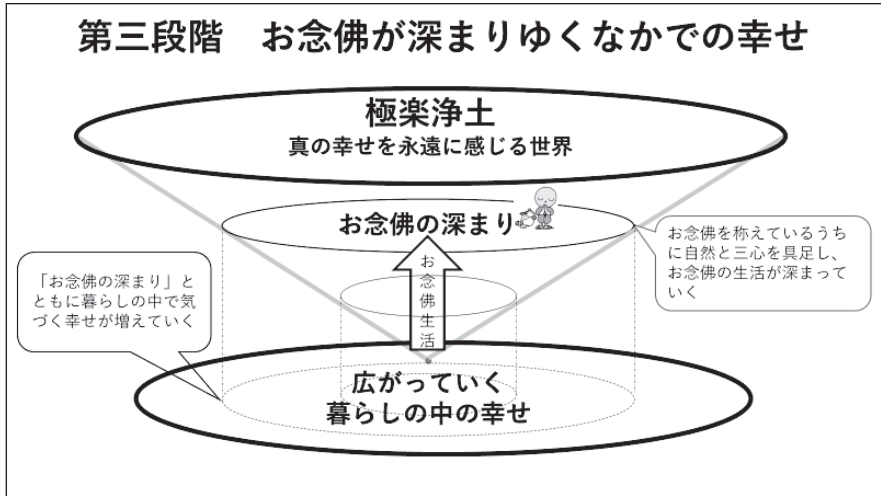 第三段階　お念佛が深まりゆくなかでの幸せ
極楽浄土
真の幸せを永遠に感じる世界
お念佛の深まり
お念佛を称えているうち
に自然と三心を具足し、
お念佛の生活が深まって
いく
お念佛生活
「お念佛の深まり」と
ともに暮らしの中で気
づく幸せが増えていく
広がっていく
暮らしの中の幸せ